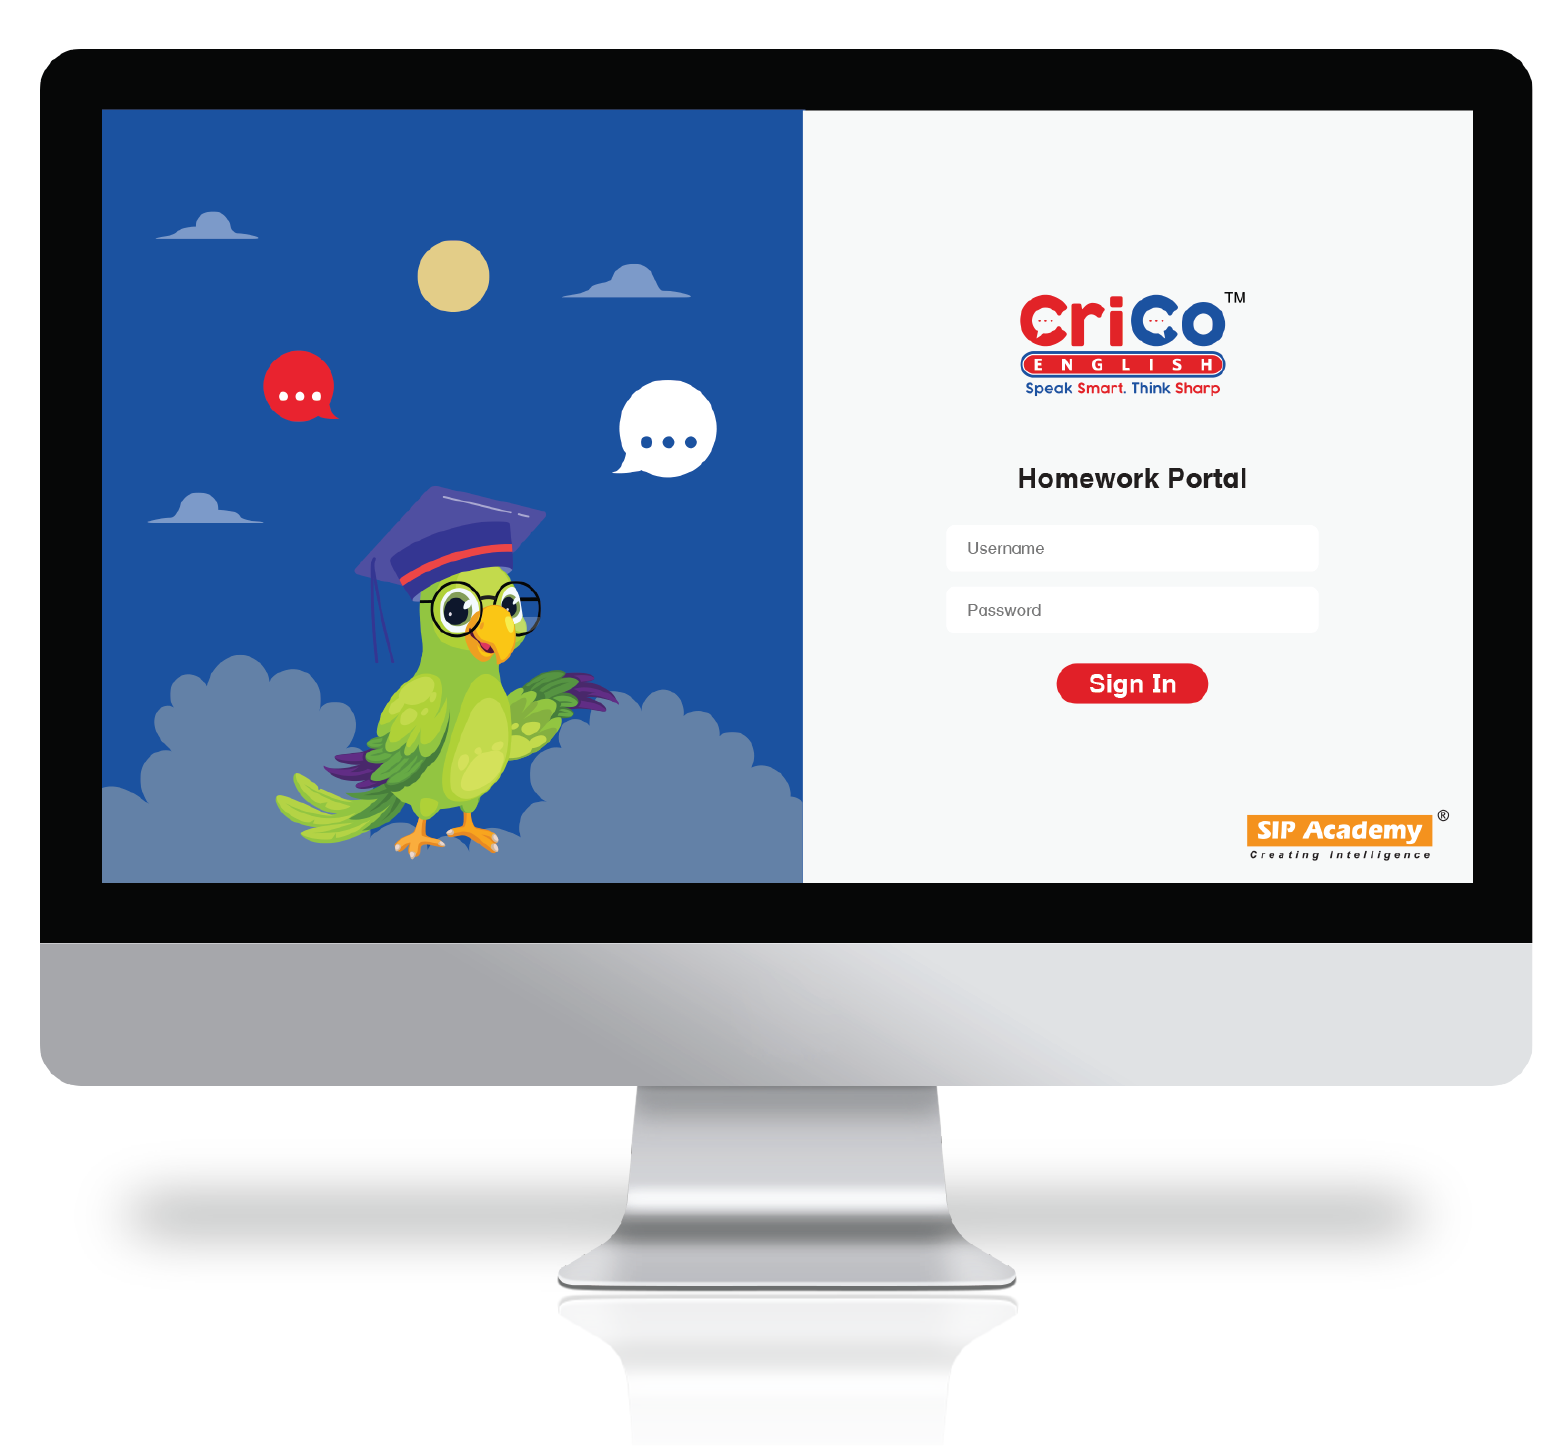 CriCo™
ENGLISH
Speak Smart. Think Sharp
Homework Portal
Username
Password
Sign In
SIP Academy®
Creating Intelligence